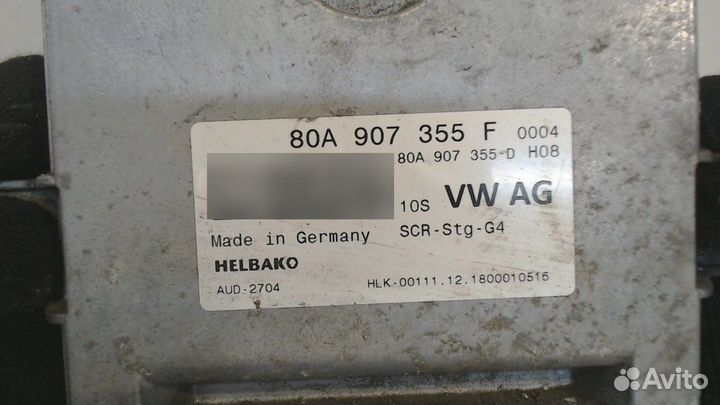 80A 907 355 F 0004
80A 907 355-D H08
10S VW AG
Made in Germany SCR-Stg-G4
HELBAKO
AUD-2704 HLK-00111.12.1800010516
Avito